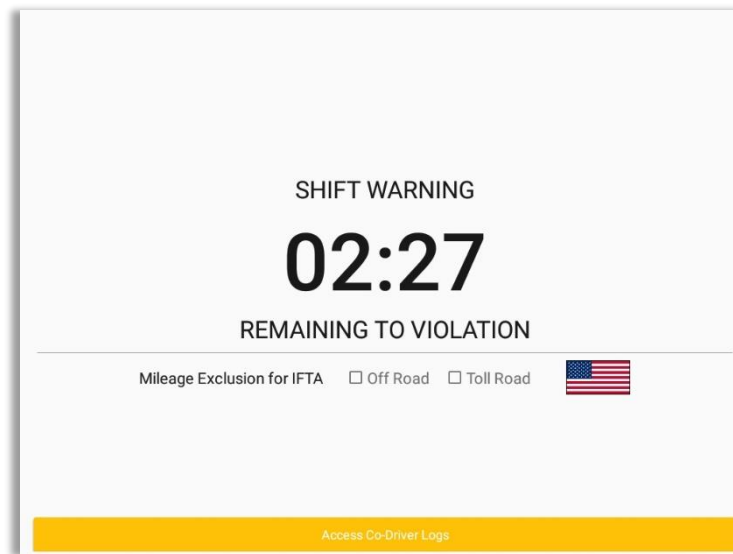 SHIFT WARNING
02:27
REMAINING TO VIOLATION
Mileage Exclusion for IFTA Off Road Toll Road
Access Co-Driver Logs